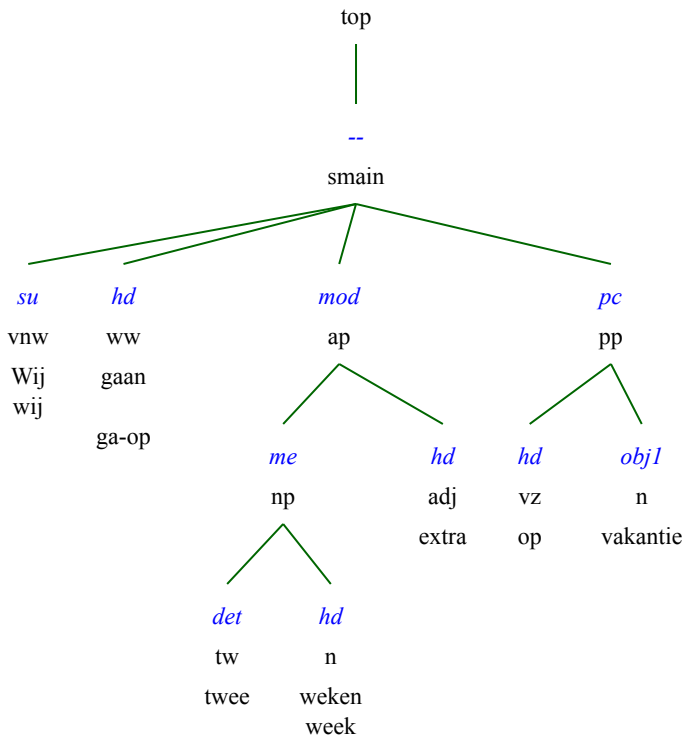 top
--
smain
su hd mod pc
vnw ww ap pp
Wij gaan
wij
ga-op
me hd hd obj1
np adj vz n
extra op vakantie
det hd
tw n
twee weken
week